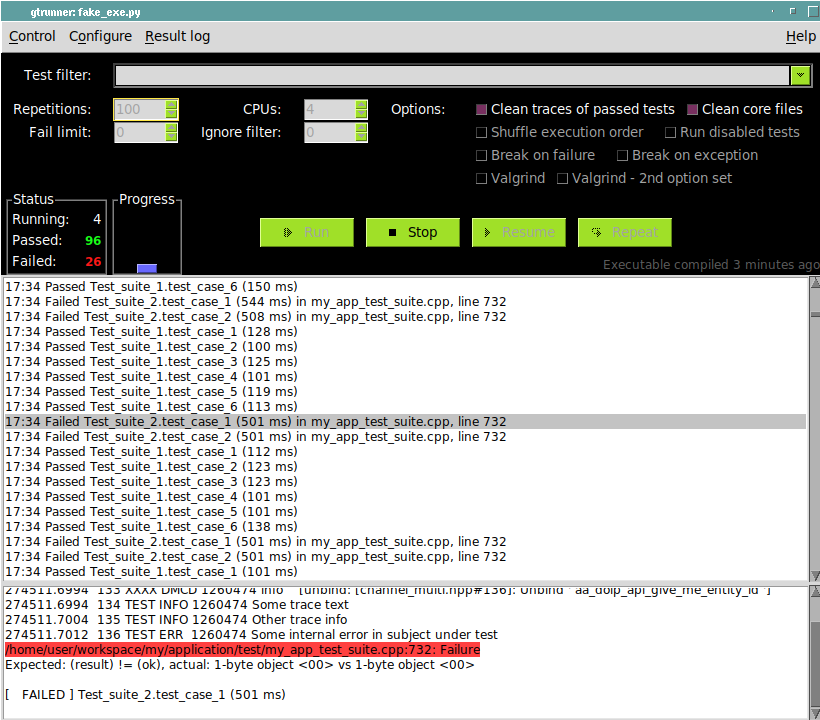 gtrunner: fake_exe.py
Control Configure Result log Help
Test filter:
Repetitions: 100 CPUs: 4 Options: Clean traces of passed tests Clean core files
Fail limit: 0 Ignore filter: 0 Shuffle execution order Run disabled tests
Break on failure Break on exception
Valgrind Valgrind - 2nd option set
Status Progress
Running: 4
Passed: 96
Failed: 26
Run Stop Resume Repeat
Executable compiled 3 minutes ago
17:34 Passed Test_suite_1.test_case_6 (150 ms)
17:34 Failed Test_suite_2.test_case_1 (544 ms) in my_app_test_suite.cpp, line 732
17:34 Failed Test_suite_2.test_case_2 (508 ms) in my_app_test_suite.cpp, line 732
17:34 Passed Test_suite_1.test_case_1 (128 ms)
17:34 Passed Test_suite_1.test_case_2 (100 ms)
17:34 Passed Test_suite_1.test_case_3 (125 ms)
17:34 Passed Test_suite_1.test_case_4 (101 ms)
17:34 Passed Test_suite_1.test_case_5 (119 ms)
17:34 Passed Test_suite_1.test_case_6 (113 ms)
17:34 Failed Test_suite_2.test_case_1 (501 ms) in my_app_test_suite.cpp, line 732
17:34 Failed Test_suite_2.test_case_2 (501 ms) in my_app_test_suite.cpp, line 732
17:34 Passed Test_suite_1.test_case_1 (112 ms)
17:34 Passed Test_suite_1.test_case_2 (123 ms)
17:34 Passed Test_suite_1.test_case_3 (123 ms)
17:34 Passed Test_suite_1.test_case_4 (101 ms)
17:34 Passed Test_suite_1.test_case_5 (101 ms)
17:34 Passed Test_suite_1.test_case_6 (138 ms)
17:34 Failed Test_suite_2.test_case_1 (501 ms) in my_app_test_suite.cpp, line 732
17:34 Failed Test_suite_2.test_case_2 (501 ms) in my_app_test_suite.cpp, line 732
17:34 Passed Test_suite_1.test_case_1 (101 ms)
274511.6994 133 XXXX DMCD 1260474 info [unbind: [channel_multi.hpp#136]: Unbind "aa_doip_api_give_me_entity_id"]
274511.6994 134 TEST INFO 1260474 Some trace text
274511.7004 135 TEST INFO 1260474 Other trace info
274511.7012 136 TEST ERR 1260474 Some internal error in subject under test
/home/user/workspace/my/application/test/my_app_test_suite.cpp:732: Failure
Expected: (result) != (ok), actual: 1-byte object <00> vs 1-byte object <00>
[ FAILED ] Test_suite_2.test_case_1 (501 ms)